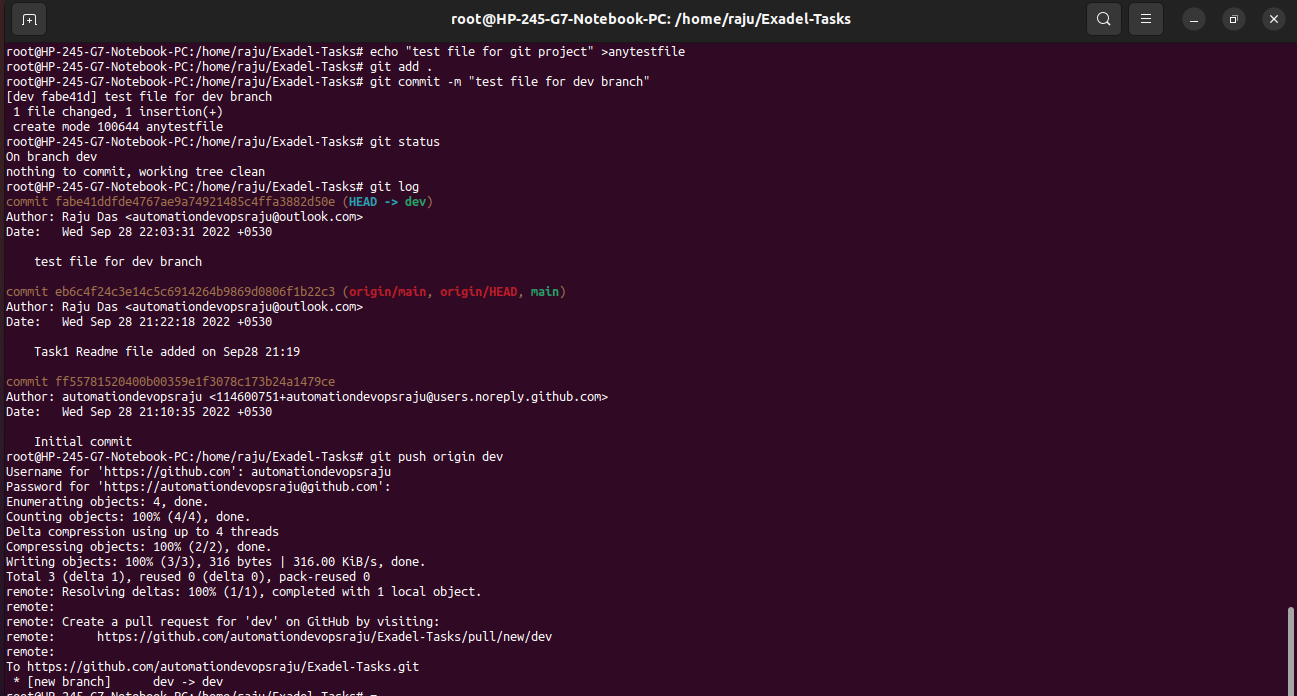 root@HP-245-G7-Notebook-PC: /home/raju/Exadel-Tasks
root@HP-245-G7-Notebook-PC:/home/raju/Exadel-Tasks# echo "test file for git project" >anytestfile
root@HP-245-G7-Notebook-PC:/home/raju/Exadel-Tasks# git add .
root@HP-245-G7-Notebook-PC:/home/raju/Exadel-Tasks# git commit -m "test file for dev branch"
[dev fabe41d] test file for dev branch
 1 file changed, 1 insertion(+)
 create mode 100644 anytestfile
root@HP-245-G7-Notebook-PC:/home/raju/Exadel-Tasks# git status
On branch dev
nothing to commit, working tree clean
root@HP-245-G7-Notebook-PC:/home/raju/Exadel-Tasks# git log
commit fabe41ddfde4767ae9a74921485c4ffa3882d50e (HEAD -> dev)
Author: Raju Das <automationdevopsraju@outlook.com>
Date:   Wed Sep 28 22:03:31 2022 +0530

    test file for dev branch

commit eb6c4f24c3e14c5c6914264b9869d0806f1b22c3 (origin/main, origin/HEAD, main)
Author: Raju Das <automationdevopsraju@outlook.com>
Date:   Wed Sep 28 21:22:18 2022 +0530

    Task1 Readme file added on Sep28 21:19

commit ff55781520400b00359e1f3078c173b24a1479ce
Author: automationdevopsraju <114600751+automationdevopsraju@users.noreply.github.com>
Date:   Wed Sep 28 21:10:35 2022 +0530

    Initial commit
root@HP-245-G7-Notebook-PC:/home/raju/Exadel-Tasks# git push origin dev
Username for 'https://github.com': automationdevopsraju
Password for 'https://automationdevopsraju@github.com':
Enumerating objects: 4, done.
Counting objects: 100% (4/4), done.
Delta compression using up to 4 threads
Compressing objects: 100% (2/2), done.
Writing objects: 100% (3/3), 316 bytes | 316.00 KiB/s, done.
Total 3 (delta 1), reused 0 (delta 0), pack-reused 0
remote: Resolving deltas: 100% (1/1), completed with 1 local object.
remote:
remote: Create a pull request for 'dev' on GitHub by visiting:
remote:      https://github.com/automationdevopsraju/Exadel-Tasks/pull/new/dev
remote:
To https://github.com/automationdevopsraju/Exadel-Tasks.git
 * [new branch]      dev -> dev
root@HP-245-G7-Notebook-PC:/home/raju/Exadel-Tasks#